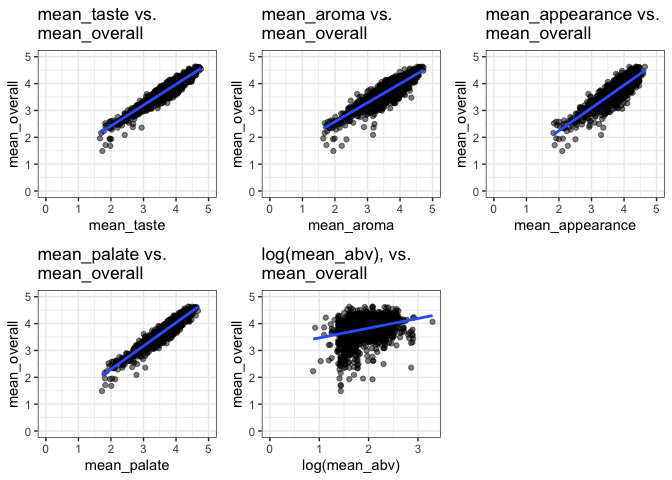 mean_taste vs.
mean_overall
mean_overall
5
4
3
2
1
0
0 1 2 3 4 5
mean_taste
mean_aroma vs.
mean_overall
mean_overall
5
4
3
2
1
0
0 1 2 3 4 5
mean_aroma
mean_appearance vs.
mean_overall
mean_overall
5
4
3
2
1
0
0 1 2 3 4 5
mean_appearance
mean_palate vs.
mean_overall
mean_overall
5
4
3
2
1
0
0 1 2 3 4 5
mean_palate
log(mean_abv), vs.
mean_overall
mean_overall
5
4
3
2
1
0
0 1 2 3
log(mean_abv)